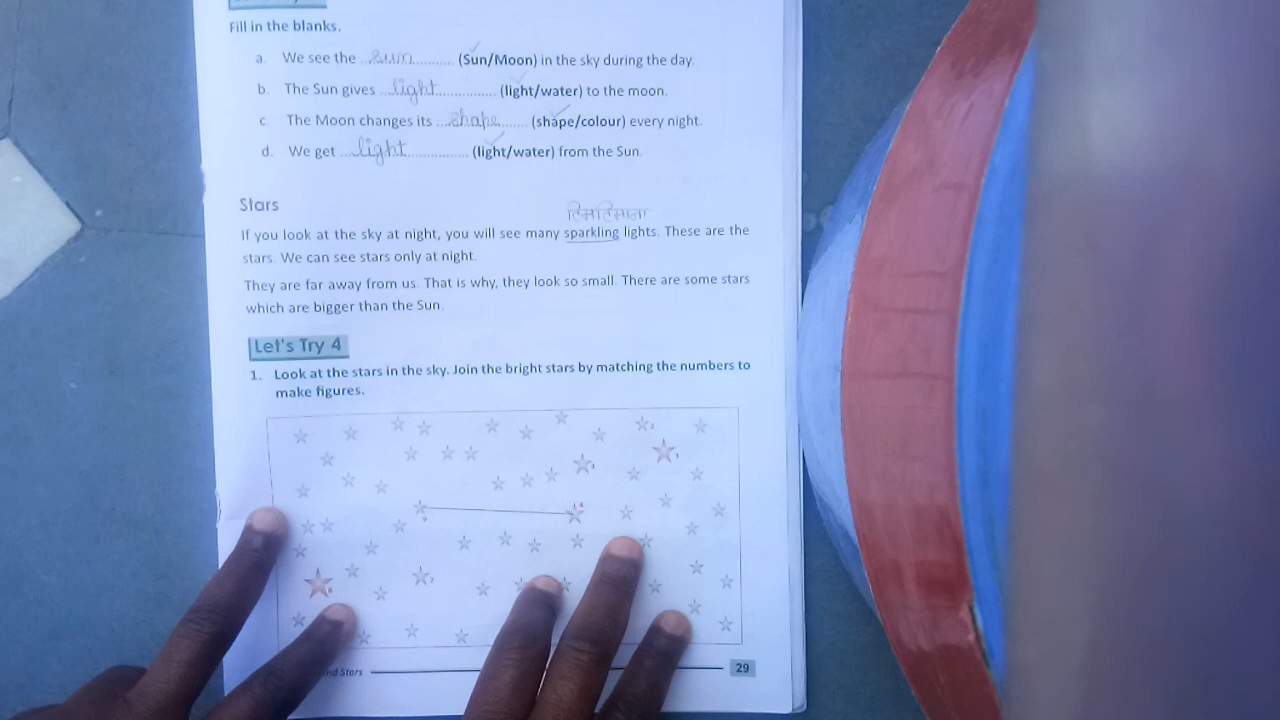 Fill in the blanks.
a. We see the ...sun........... (Sun/Moon) in the sky during the day.
b. The Sun gives ...light................ (light/water) to the moon.
c. The Moon changes its ...shape....... (shape/colour) every night.
d. We get ...light................ (light/water) from the Sun.
Stars
टिमटिमाना
If you look at the sky at night, you will see many sparkling lights. These are the
stars. We can see stars only at night.
They are far away from us. That is why, they look so small. There are some stars
which are bigger than the Sun.
Let's Try 4
1. Look at the stars in the sky. Join the bright stars by matching the numbers to
make figures.
Stars
29